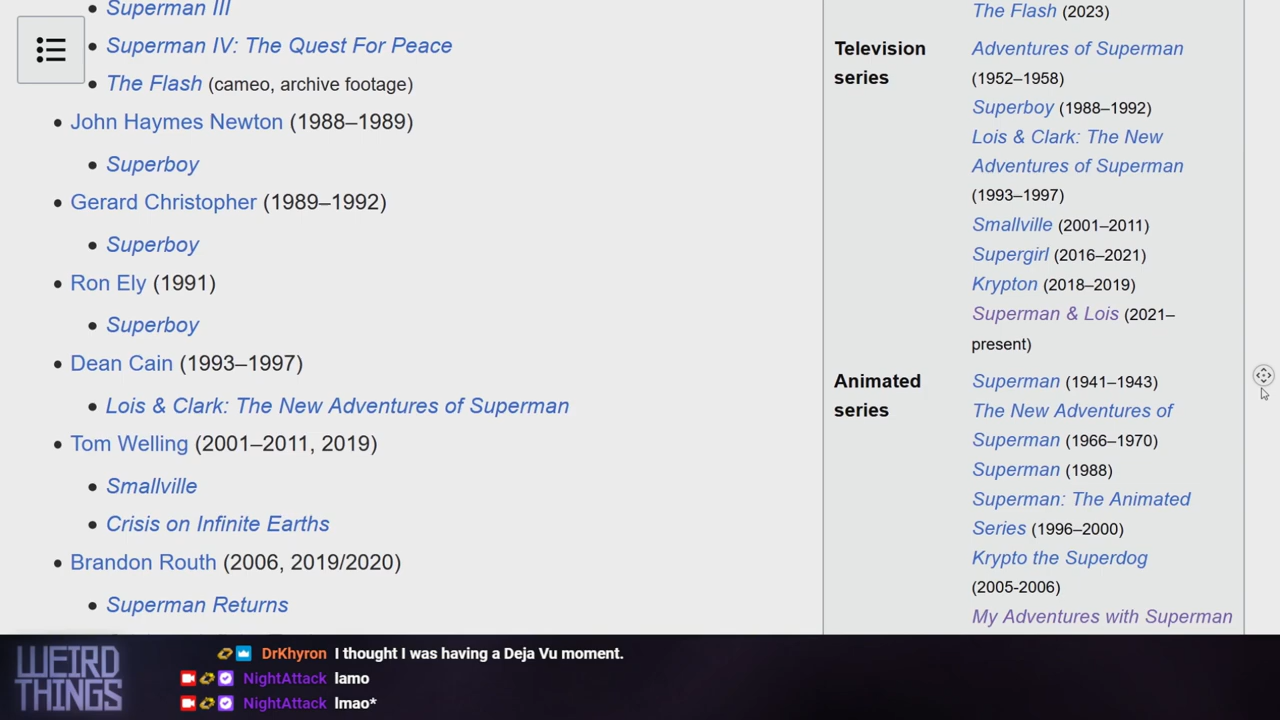 Superman III
Superman IV: The Quest For Peace
The Flash (cameo, archive footage)
John Haymes Newton (1988–1989)
Superboy
Gerard Christopher (1989–1992)
Superboy
Ron Ely (1991)
Superboy
Dean Cain (1993–1997)
Lois & Clark: The New Adventures of Superman
Tom Welling (2001–2011, 2019)
Smallville
Crisis on Infinite Earths
Brandon Routh (2006, 2019/2020)
Superman Returns
The Flash (2023)
Television
series
Adventures of Superman
(1952–1958)
Superboy (1988–1992)
Lois & Clark: The New
Adventures of Superman
(1993–1997)
Smallville (2001–2011)
Supergirl (2016–2021)
Krypton (2018–2019)
Superman & Lois (2021–
present)
Animated
series
Superman (1941–1943)
The New Adventures of
Superman (1966–1970)
Superman (1988)
Superman: The Animated
Series (1996–2000)
Krypto the Superdog
(2005-2006)
My Adventures with Superman
WEIRD
THINGS
DrKhyron I thought I was having a Deja Vu moment.
NightAttack lamo
NightAttack lmao*